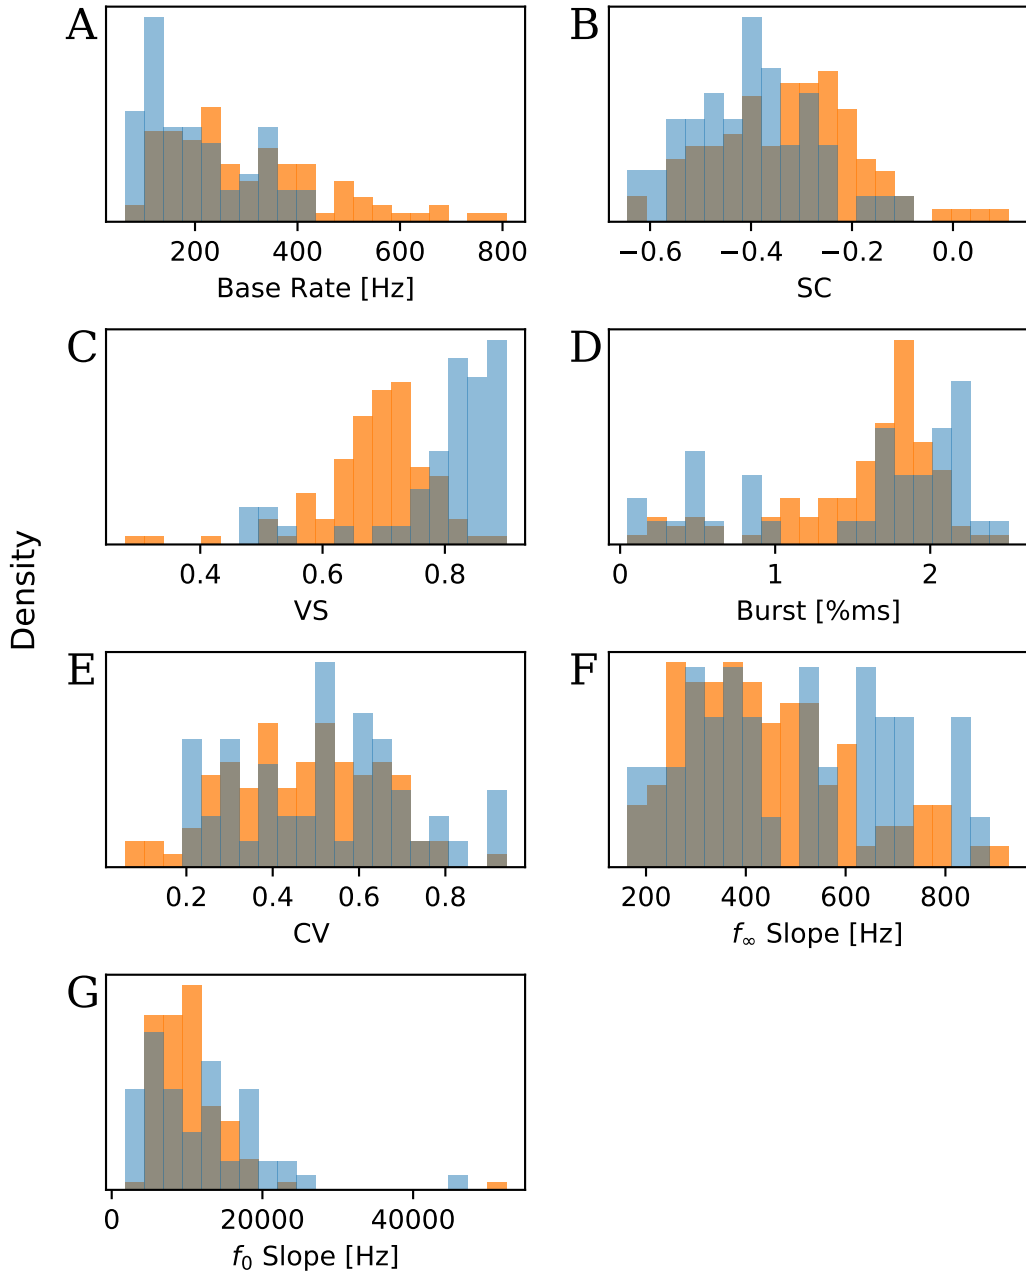 A
200 400 600 800
Base Rate [Hz]
B
−0.6 −0.4 −0.2 0.0
SC
C
0.4 0.6 0.8
VS
D
0 1 2
Burst [%ms]
Density
E
0.2 0.4 0.6 0.8
CV
F
200 400 600 800
f∞ Slope [Hz]
G
0 20000 40000
f0 Slope [Hz]